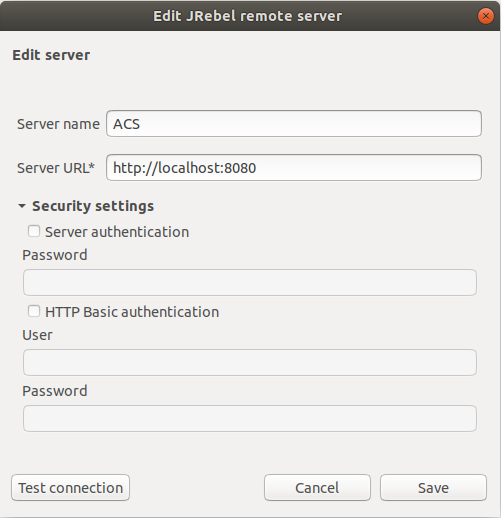 Edit JRebel remote server
Edit server
Server name ACS
Server URL* http://localhost:8080
Security settings
Server authentication
Password
HTTP Basic authentication
User
Password
Test connection Cancel Save